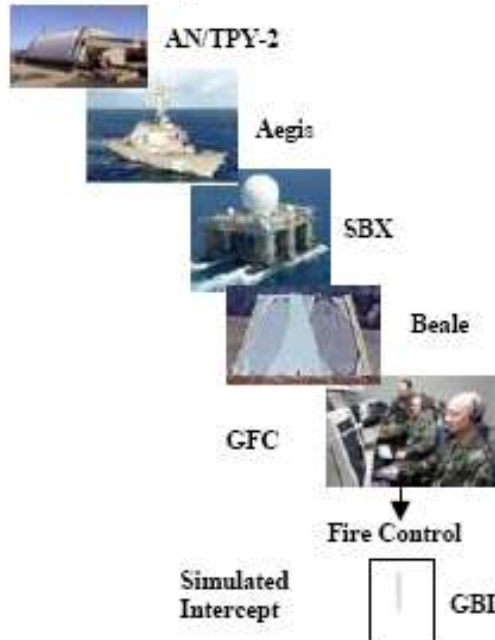 AN/TPY-2
Aegis
SBX
Beale
GFC
Fire Control
Simulated
Intercept
GBI